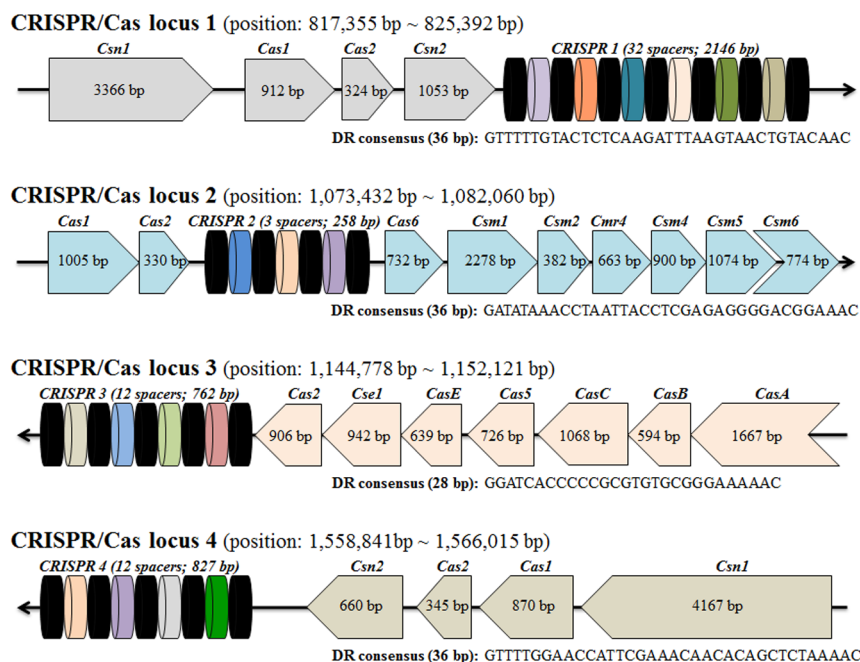 CRISPR/Cas locus 1 (position: 817,355 bp ~ 825,392 bp)
Csn1 Cas1 Cas2 Csn2 CRISPR 1 (32 spacers; 2146 bp)
3366 bp 912 bp 324 bp 1053 bp
DR consensus (36 bp): GTTTTTGTACTCTCAAGATTTAAGTAACTGTACAAC
CRISPR/Cas locus 2 (position: 1,073,432 bp ~ 1,082,060 bp)
Cas1 Cas2 CRISPR 2 (3 spacers; 258 bp) Cas6 Csm1 Csm2 Cmr4 Csm4 Csm5 Csm6
1005 bp 330 bp 732 bp 2278 bp 382 bp 663 bp 900 bp 1074 bp 774 bp
DR consensus (36 bp): GATATAAACCTAATTACCTCGAGAGGGGACGGAAAC
CRISPR/Cas locus 3 (position: 1,144,778 bp ~ 1,152,121 bp)
CRISPR 3 (12 spacers; 762 bp) Cas2 Cse1 CasE Cas5 CasC CasB CasA
906 bp 942 bp 639 bp 726 bp 1068 bp 594 bp 1667 bp
DR consensus (28 bp): GGATCACCCCCGCGTGTGCGGGAAAAAC
CRISPR/Cas locus 4 (position: 1,558,841bp ~ 1,566,015 bp)
CRISPR 4 (12 spacers; 827 bp) Csn2 Cas2 Cas1 Csn1
660 bp 345 bp 870 bp 4167 bp
DR consensus (36 bp): GTTTTGGAACCATTCGAAACAACACAGCTCTAAAAC